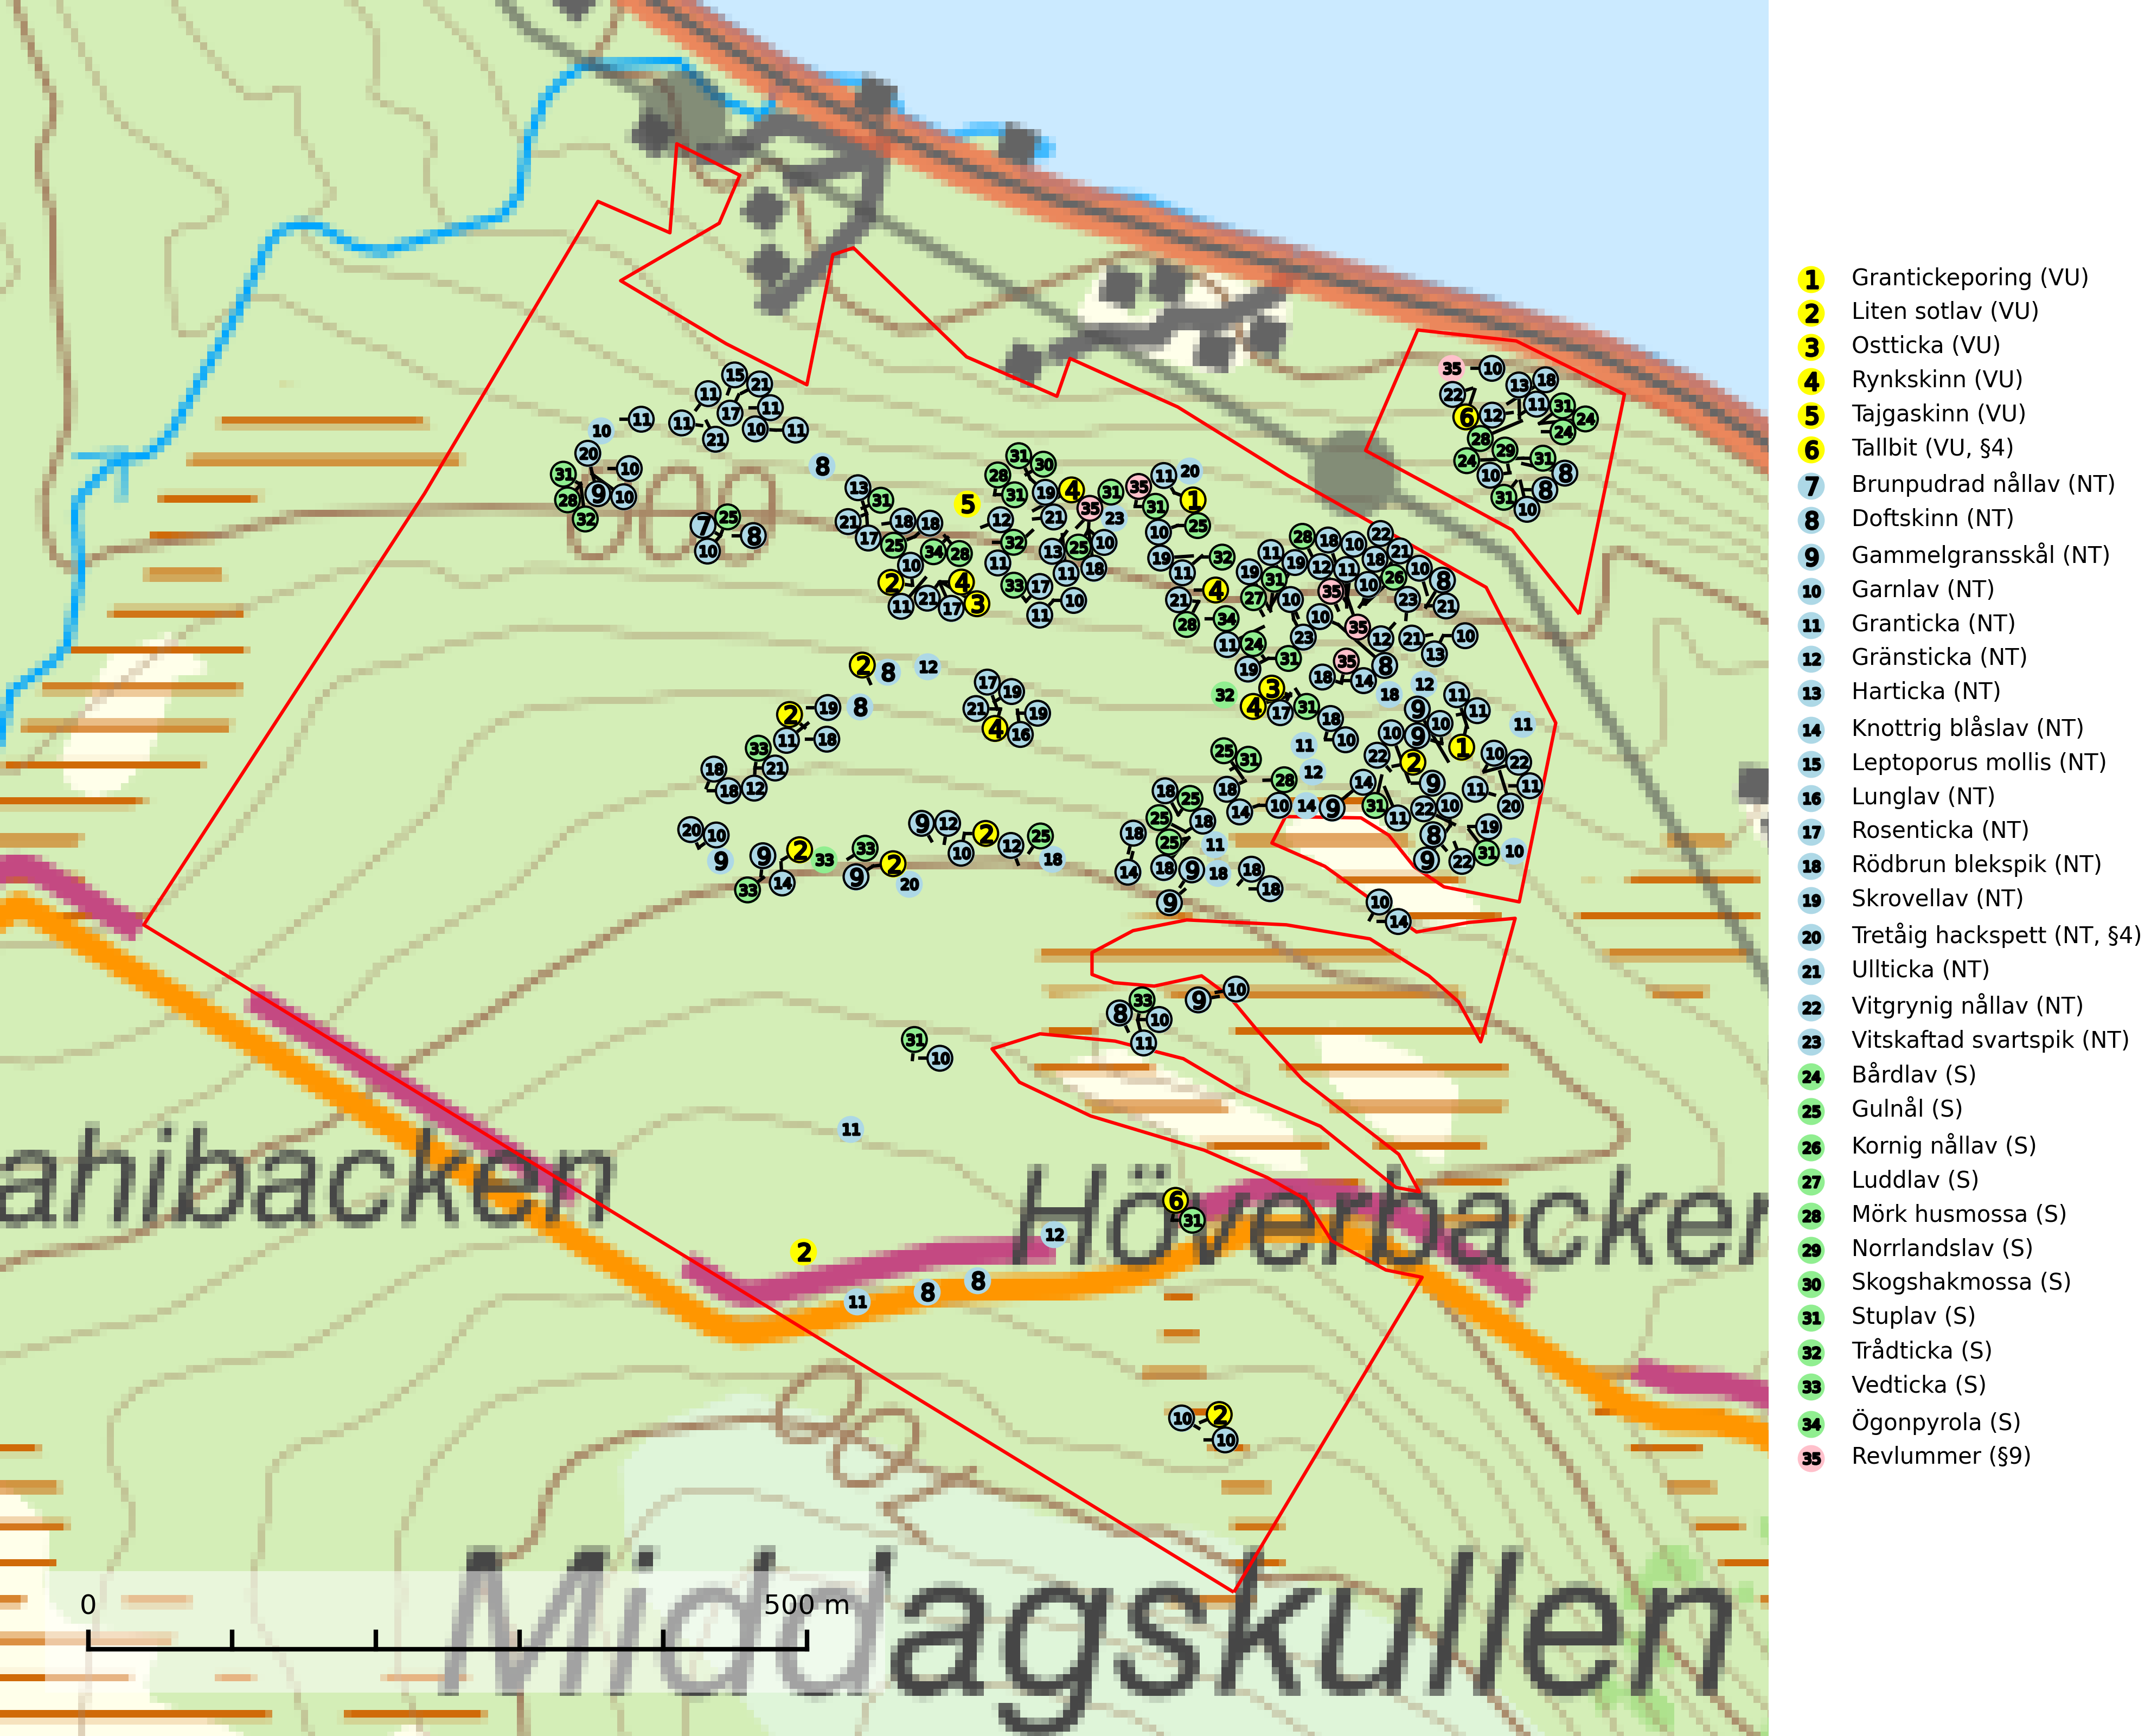 800
ahibacken
Höverbacken
Middagskullen
0 500 m
1 Grantickeporing (VU)
2 Liten sotlav (VU)
3 Ostticka (VU)
4 Rynkskinn (VU)
5 Tajgaskinn (VU)
6 Tallbit (VU, §4)
7 Brunpudrad nållav (NT)
8 Doftskinn (NT)
9 Gammelgransskål (NT)
10 Garnlav (NT)
11 Granticka (NT)
12 Gränsticka (NT)
13 Harticka (NT)
14 Knottrig blåslav (NT)
15 Leptoporus mollis (NT)
16 Lunglav (NT)
17 Rosenticka (NT)
18 Rödbrun blekspik (NT)
19 Skrovellav (NT)
20 Tretåig hackspett (NT, §4)
21 Ullticka (NT)
22 Vitgrynig nållav (NT)
23 Vitskaftad svartspik (NT)
24 Bårdlav (S)
25 Gulnål (S)
26 Kornig nållav (S)
27 Luddlav (S)
28 Mörk husmossa (S)
29 Norrlandslav (S)
30 Skogshakmossa (S)
31 Stuplav (S)
32 Trådticka (S)
33 Vedticka (S)
34 Ögonpyrola (S)
35 Revlummer (§9)